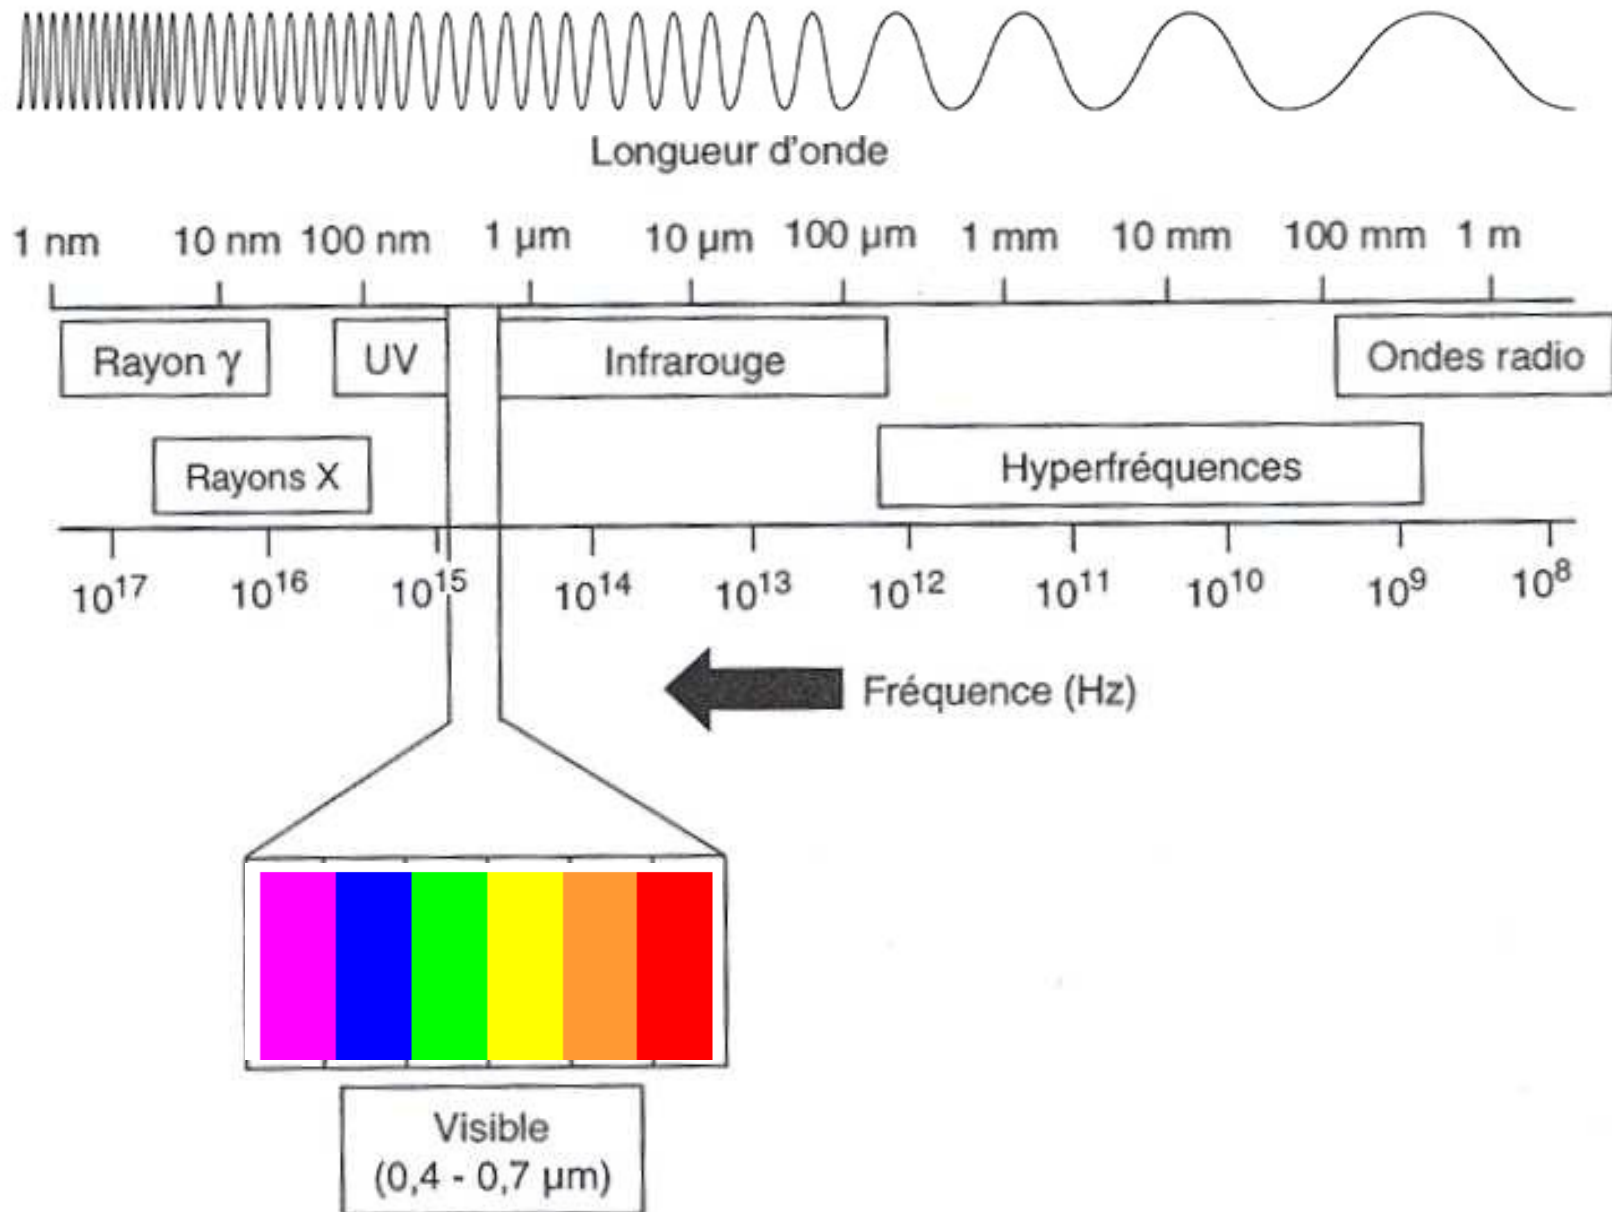 Longueur d'onde
1 nm 10 nm 100 nm 1 µm 10 µm 100 µm 1 mm 10 mm 100 mm 1 m
Rayon γ UV Infrarouge Ondes radio
Rayons X Hyperfréquences
10¹⁷ 10¹⁶ 10¹⁵ 10¹⁴ 10¹³ 10¹² 10¹¹ 10¹⁰ 10⁹ 10⁸
Fréquence (Hz)
Visible
(0,4 - 0,7 µm)